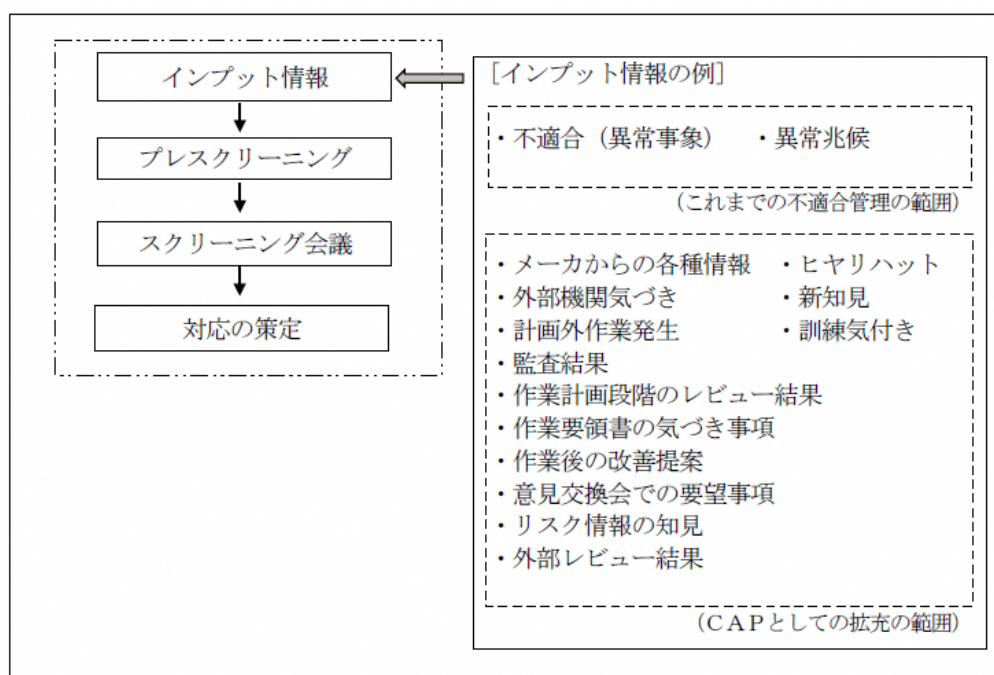 インプット情報
プレスクリーニング
スクリーニング会議
対応の策定
［インプット情報の例］
・不適合（異常事象）　・異常兆候
（これまでの不適合管理の範囲）
・メーカからの各種情報　・ヒヤリハット
・外部機関気づき　・新知見
・計画外作業発生　・訓練気付き
・監査結果
・作業計画段階のレビュー結果
・作業要領書の気づき事項
・作業後の改善提案
・意見交換会での要望事項
・リスク情報の知見
・外部レビュー結果
（ＣＡＰとしての拡充の範囲）